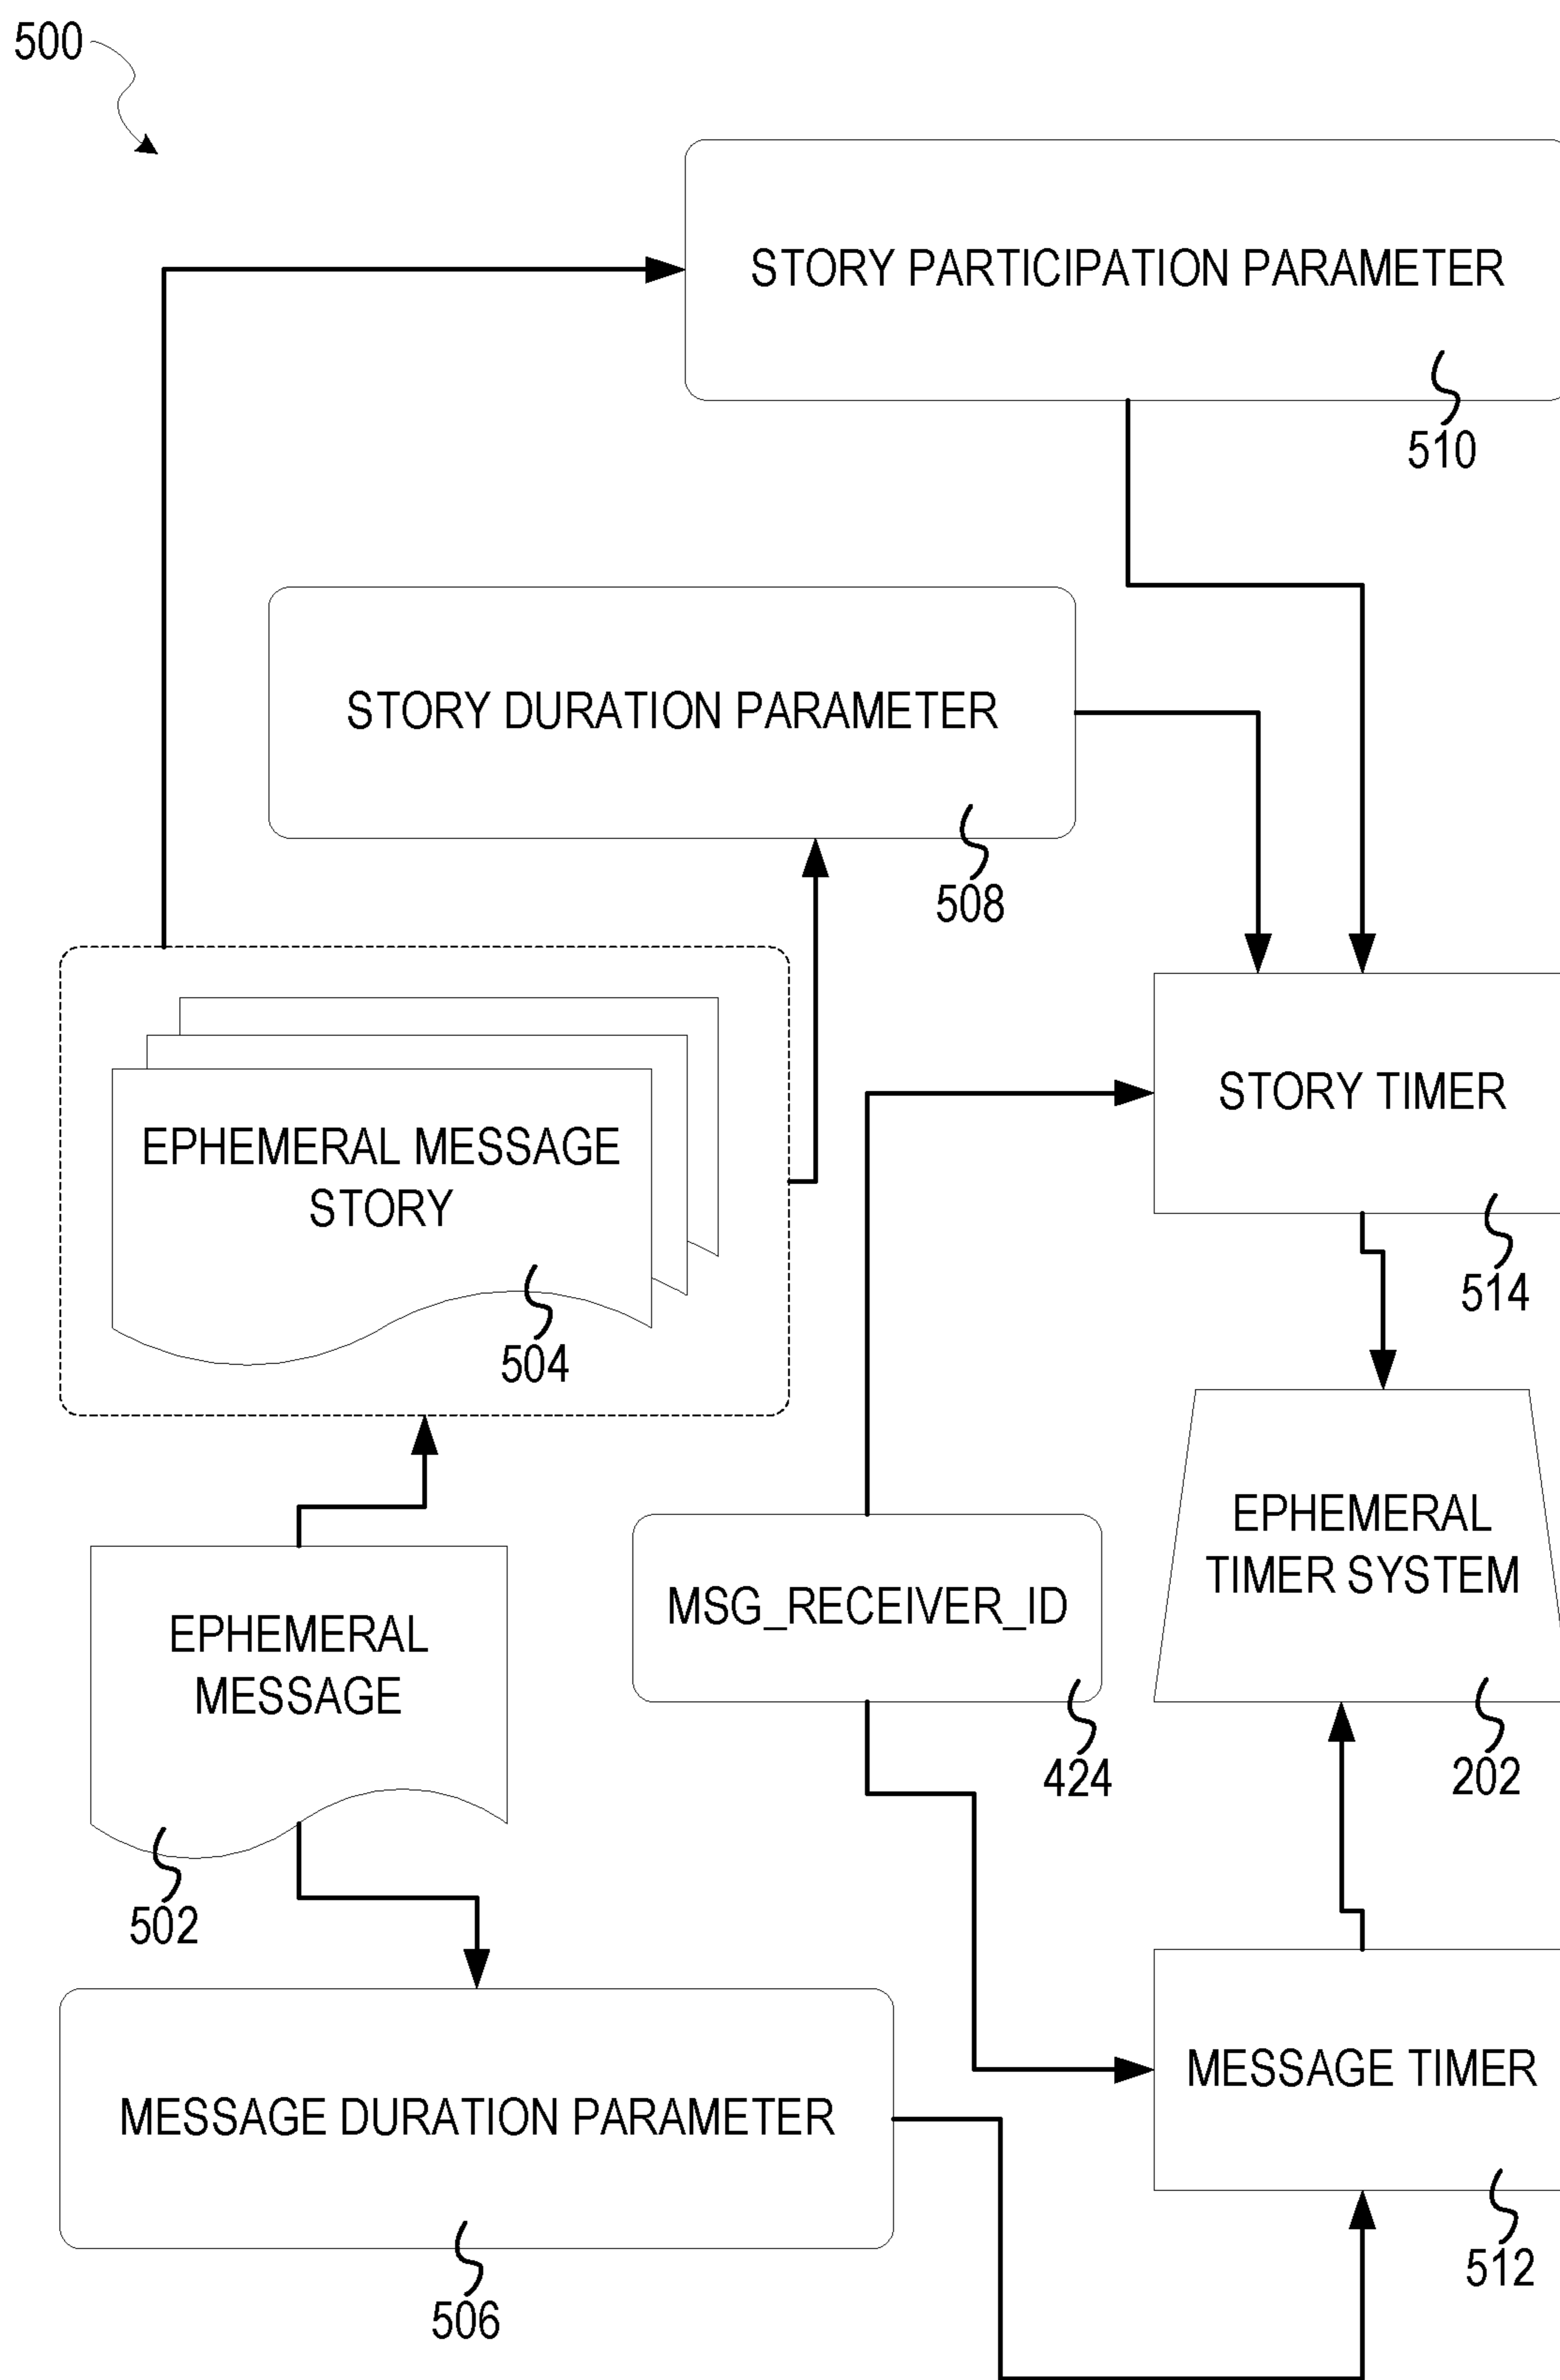 500
STORY PARTICIPATION PARAMETER
510
STORY DURATION PARAMETER
508
EPHEMERAL MESSAGE
STORY
504
STORY TIMER
514
EPHEMERAL
TIMER SYSTEM
202
MSG_RECEIVER_ID
424
EPHEMERAL
MESSAGE
502
MESSAGE TIMER
512
MESSAGE DURATION PARAMETER
506